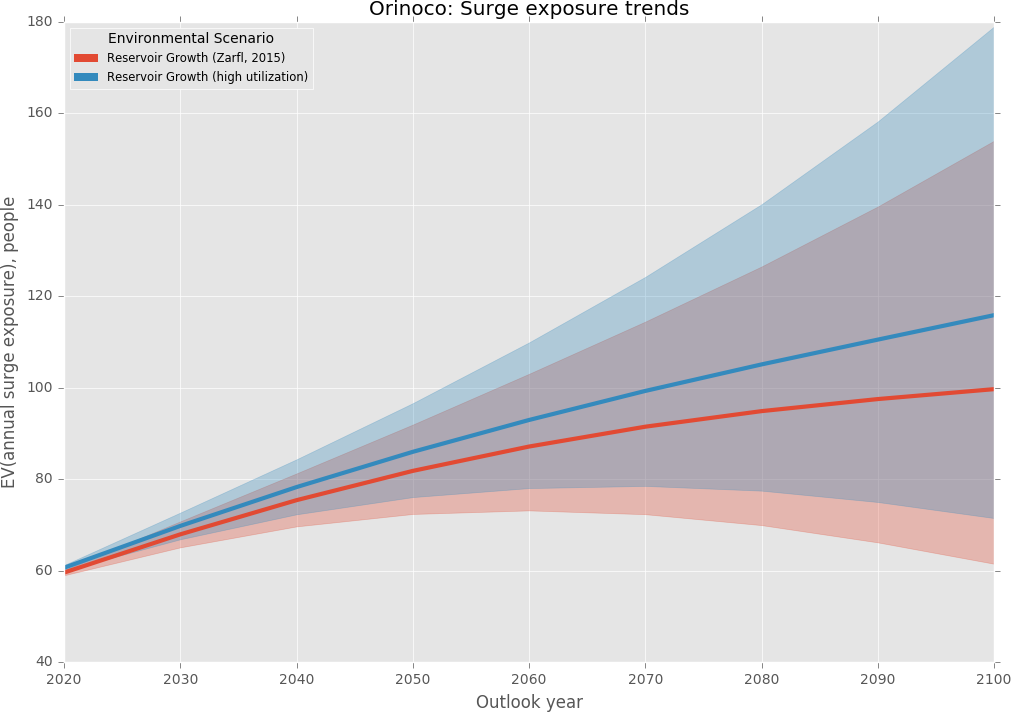 Orinoco: Surge exposure trends
Environmental Scenario
Reservoir Growth (Zarfl, 2015)
Reservoir Growth (high utilization)
EV(annual surge exposure), people
180
160
140
120
100
80
60
40
2020 2030 2040 2050 2060 2070 2080 2090 2100
Outlook year